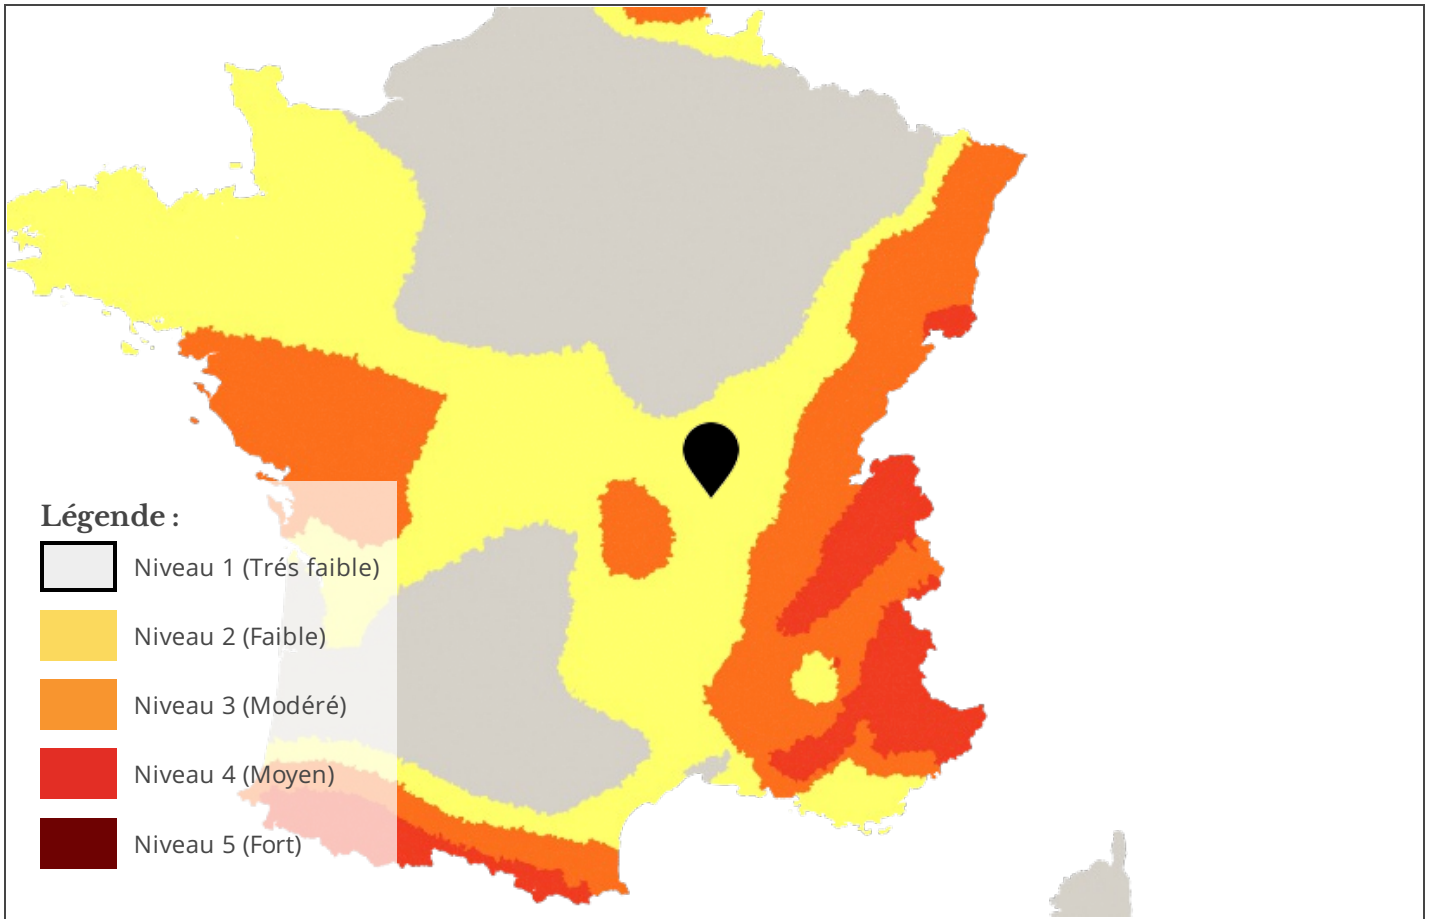 Légende :
Niveau 1 (Trés faible)
Niveau 2 (Faible)
Niveau 3 (Modéré)
Niveau 4 (Moyen)
Niveau 5 (Fort)